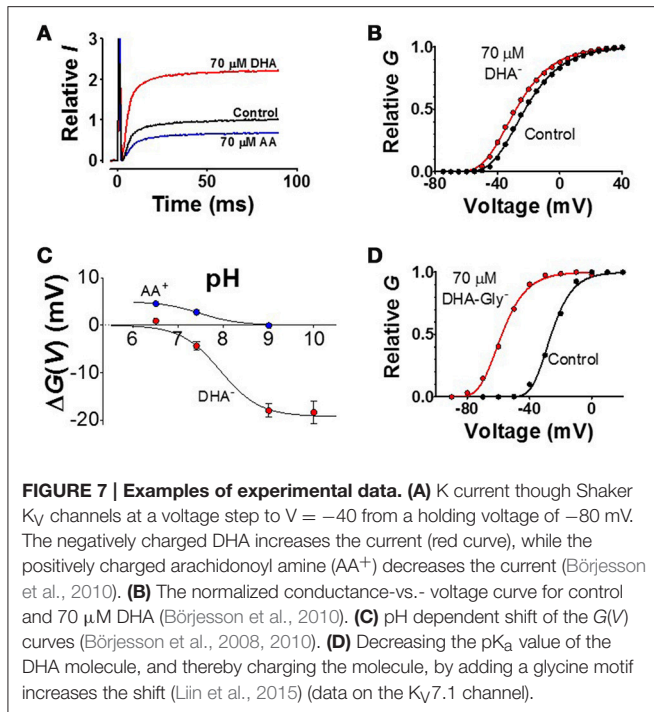 A
Relative I
3
2
1
0
70 µM DHA
Control
70 µM AA
0
50
100
Time (ms)
B
Relative G
1.0
0.5
0.0
70 µM
DHA-
Control
-80
-40
0
40
Voltage (mV)
C
ΔG(V) (mV)
10
0
-10
-20
AA+
pH
6
7
8
9
10
DHA-
D
Relative G
1.0
0.5
0.0
70 µM
DHA-Gly-
Control
-80
-40
0
Voltage (mV)
FIGURE 7 | Examples of experimental data. (A) K current though Shaker
KV channels at a voltage step to V = −40 from a holding voltage of −80 mV.
The negatively charged DHA increases the current (red curve), while the
positively charged arachidonoyl amine (AA+) decreases the current (Börjesson
et al., 2010). (B) The normalized conductance-vs.- voltage curve for control
and 70 µM DHA (Börjesson et al., 2010). (C) pH dependent shift of the G(V)
curves (Börjesson et al., 2008, 2010). (D) Decreasing the pKa value of the
DHA molecule, and thereby charging the molecule, by adding a glycine motif
increases the shift (Liin et al., 2015) (data on the KV7.1 channel).